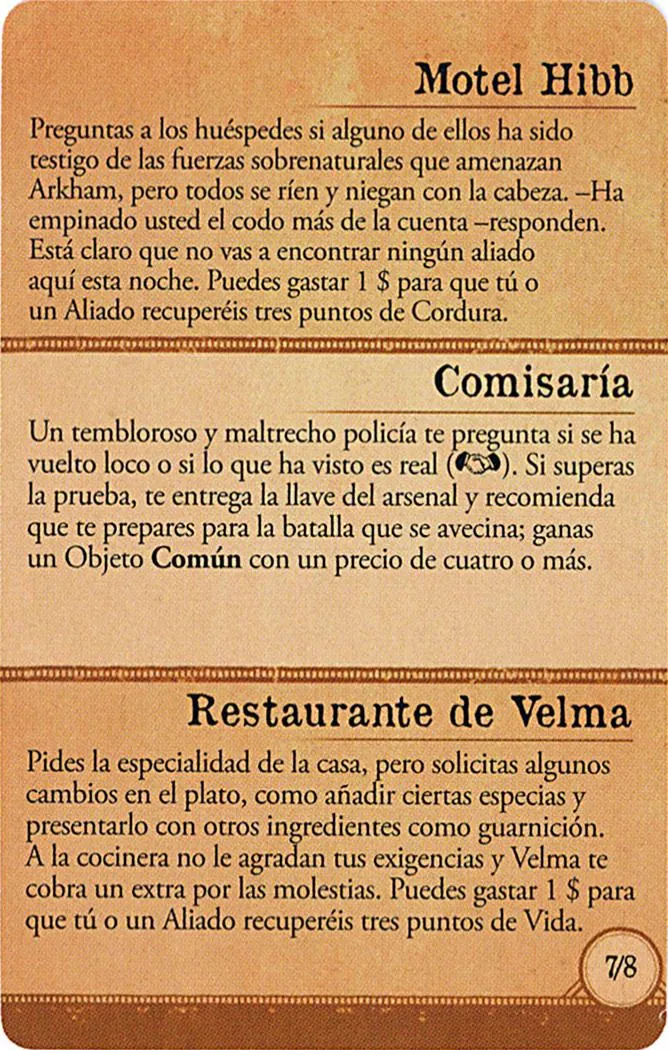 Motel Hibb
Preguntas a los huéspedes si alguno de ellos ha sido
testigo de las fuerzas sobrenaturales que amenazan
Arkham, pero todos se ríen y niegan con la cabeza. –Ha
empinado usted el codo más de la cuenta –responden.
Está claro que no vas a encontrar ningún aliado
aquí esta noche. Puedes gastar 1 $ para que tú o
un Aliado recuperéis tres puntos de Cordura.
Comisaría
Un tembloroso y maltrecho policía te pregunta si se ha
vuelto loco o si lo que ha visto es real (). Si superas
la prueba, te entrega la llave del arsenal y recomienda
que te prepares para la batalla que se avecina; ganas
un Objeto Común con un precio de cuatro o más.
Restaurante de Velma
Pides la especialidad de la casa, pero solicitas algunos
cambios en el plato, como añadir ciertas especias y
presentarlo con otros ingredientes como guarnición.
A la cocinera no le agradan tus exigencias y Velma te
cobra un extra por las molestias. Puedes gastar 1 $ para
que tú o un Aliado recuperéis tres puntos de Vida.
7/8